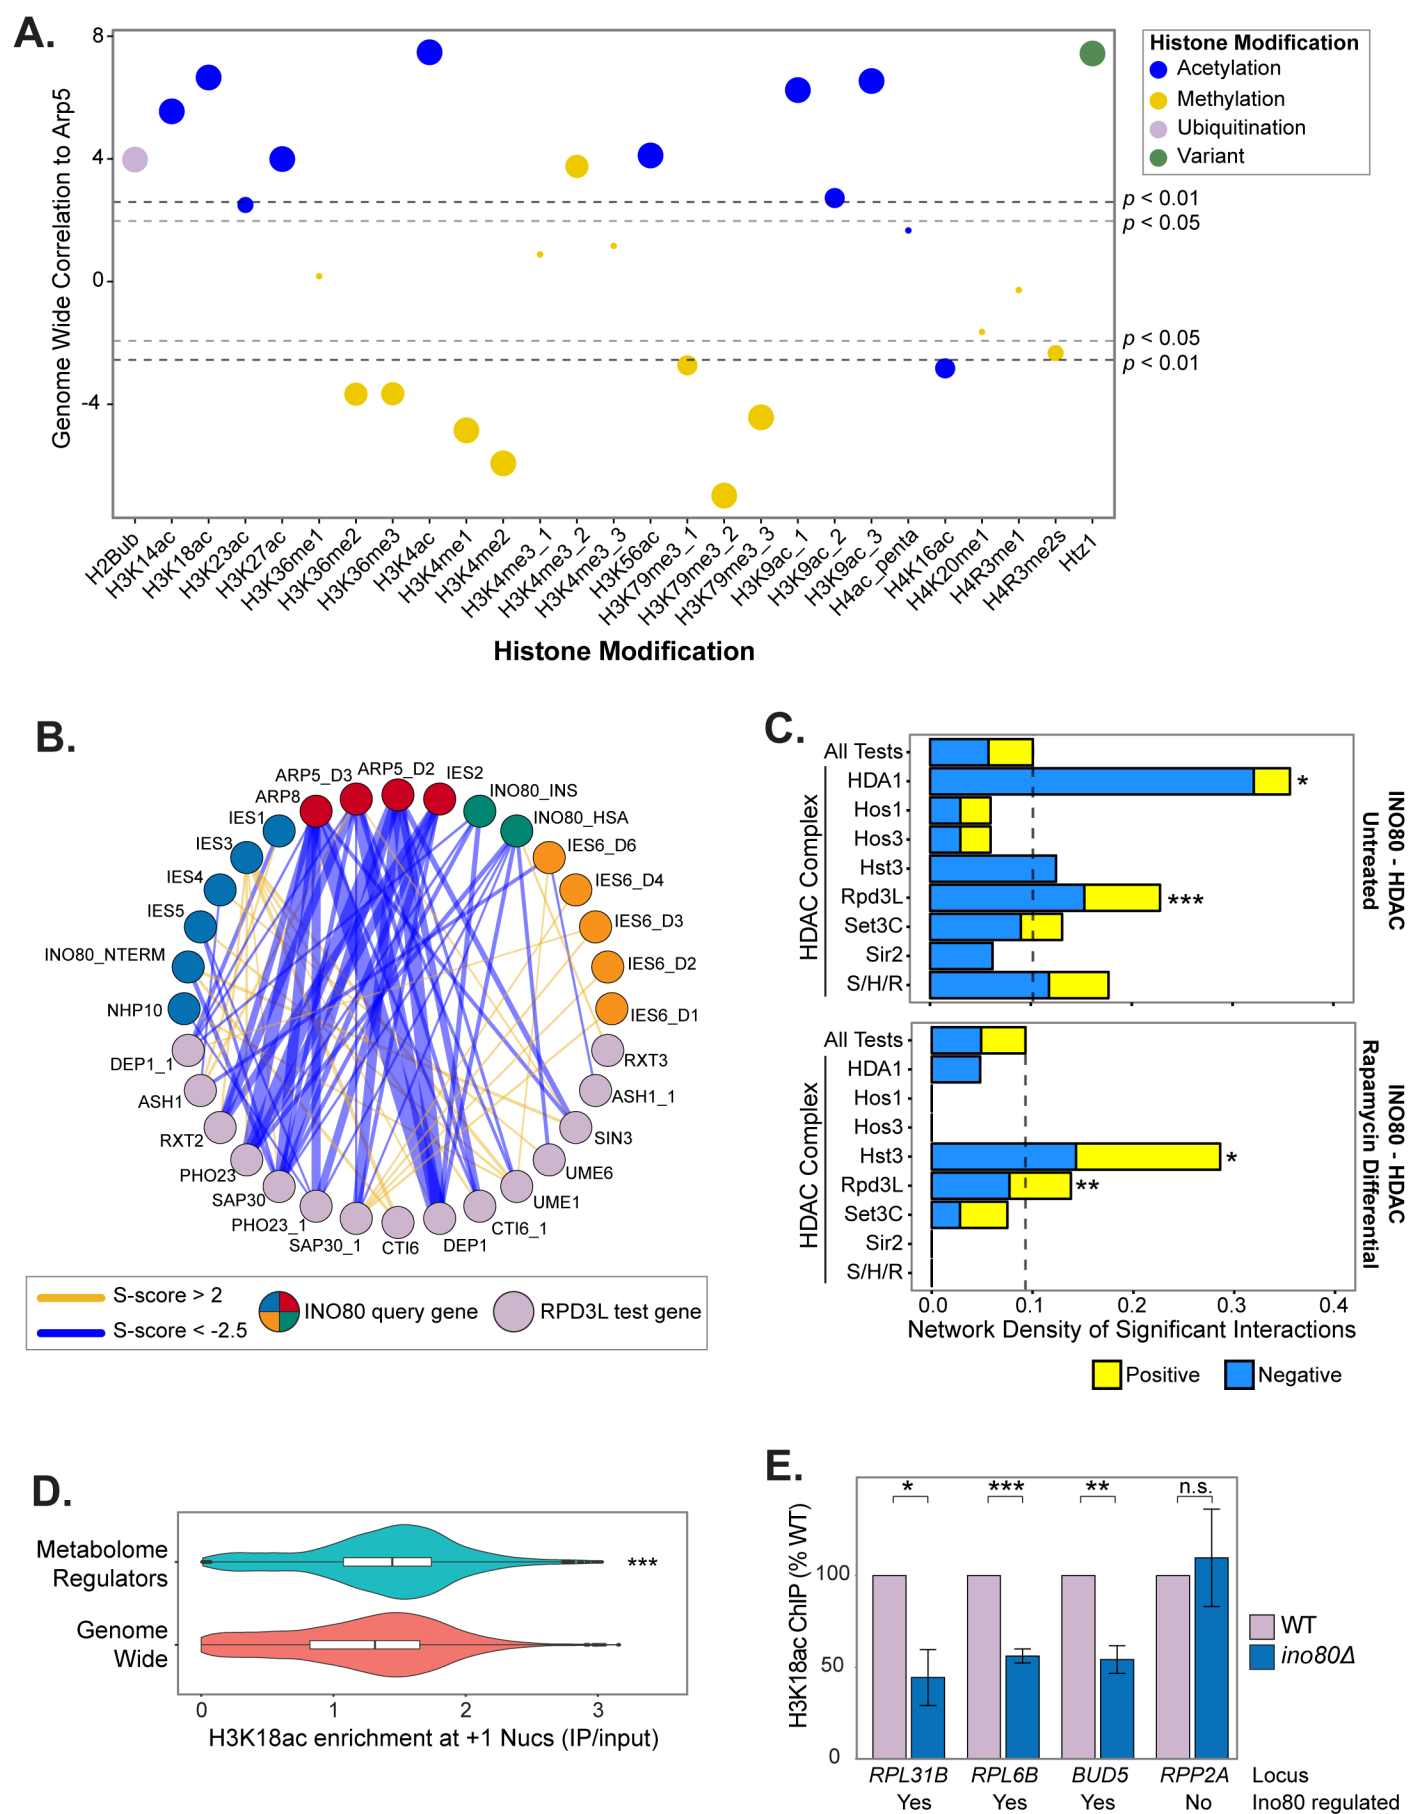 A.
Genome Wide Correlation to Arp5
8
4
0
-4
Histone Modification
Acetylation
Methylation
Ubiquitination
Variant
p < 0.01
p < 0.05
p < 0.05
p < 0.01
H2Bub
H3K14ac
H3K18ac
H3K23ac
H3K27ac
H3K36me1
H3K36me2
H3K36me3
H3K4ac
H3K4me1
H3K4me2
H3K4me3_1
H3K4me3_2
H3K4me3_3
H3K56ac
H3K79me3_1
H3K79me3_2
H3K79me3_3
H3K9ac_1
H3K9ac_2
H3K9ac_3
H4ac_penta
H4K16ac
H4K20me1
H4R3me1
H4R3me2s
Htz1
Histone Modification
B.
ARP5_D3
ARP5_D2
IES2
ARP8
INO80_INS
IES1
INO80_HSA
IES3
IES6_D6
IES4
IES6_D4
IES5
IES6_D3
INO80_NTERM
IES6_D2
NHP10
IES6_D1
DEP1_1
RXT3
ASH1
ASH1_1
RXT2
SIN3
PHO23
UME6
SAP30
UME1
PHO23_1
CTI6_1
SAP30_1
CTI6
DEP1
S-score > 2
S-score < -2.5
INO80 query gene
RPD3L test gene
C.
HDAC Complex
All Tests
HDA1
*
Hos1
Hos3
Hst3
Rpd3L
***
Set3C
Sir2
S/H/R
INO80 - HDAC
Untreated
HDAC Complex
All Tests
HDA1
Hos1
Hos3
Hst3
*
Rpd3L
**
Set3C
Sir2
S/H/R
INO80 - HDAC
Rapamycin Differential
0.0 0.1 0.2 0.3 0.4
Network Density of Significant Interactions
Positive
Negative
D.
Metabolome
Regulators
***
Genome
Wide
0 1 2 3
H3K18ac enrichment at +1 Nucs (IP/input)
E.
H3K18ac ChIP (% WT)
100
50
0
* *** ** n.s.
WT
ino80Δ
RPL31B RPL6B BUD5 RPP2A Locus
Yes Yes Yes No Ino80 regulated